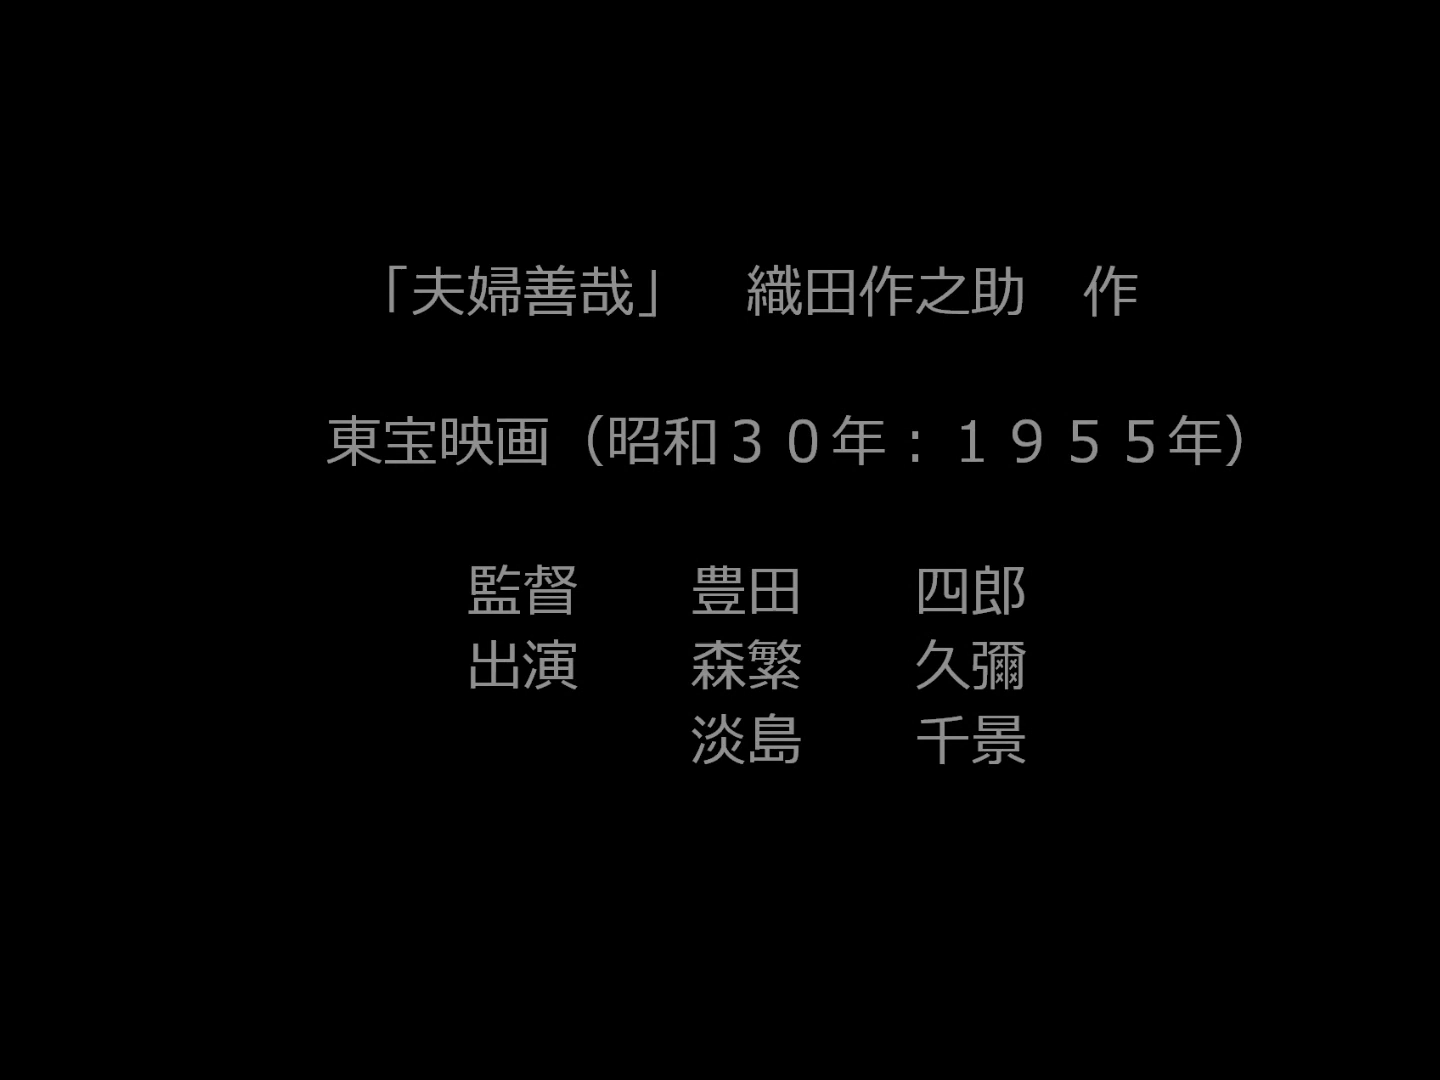 「夫婦善哉」　織田作之助　作
東宝映画（昭和３０年：１９５５年）
監督　　豊田　　四郎
出演　　森繁　　久彌
淡島　　千景